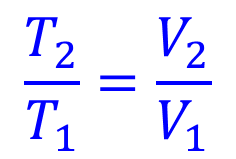 T₂/T₁ = V₂/V₁